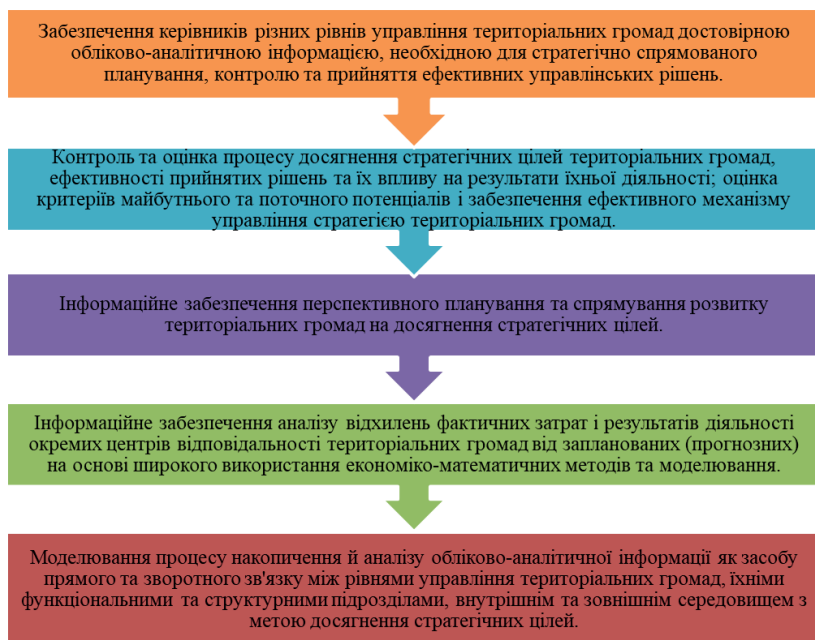 Забезпечення керівників різних рівнів управління територіальних громад достовірною
обліково-аналітичною інформацією, необхідною для стратегічно спрямованого
планування, контролю та прийняття ефективних управлінських рішень.
Контроль та оцінка процесу досягнення стратегічних цілей територіальних громад,
ефективності прийнятих рішень та їх впливу на результати їхньої діяльності; оцінка
критеріїв майбутнього та поточного потенціалів і забезпечення ефективного механізму
управління стратегією територіальних громад.
Інформаційне забезпечення перспективного планування та спрямування розвитку
територіальних громад на досягнення стратегічних цілей.
Інформаційне забезпечення аналізу відхилень фактичних затрат і результатів діяльності
окремих центрів відповідальності територіальних громад від запланованих (прогнозних)
на основі широкого використання економіко-математичних методів та моделювання.
Моделювання процесу накопичення й аналізу обліково-аналітичної інформації як засобу
прямого та зворотного зв'язку між рівнями управління територіальних громад, їхніми
функціональними та структурними підрозділами, внутрішнім та зовнішнім середовищем з
метою досягнення стратегічних цілей.